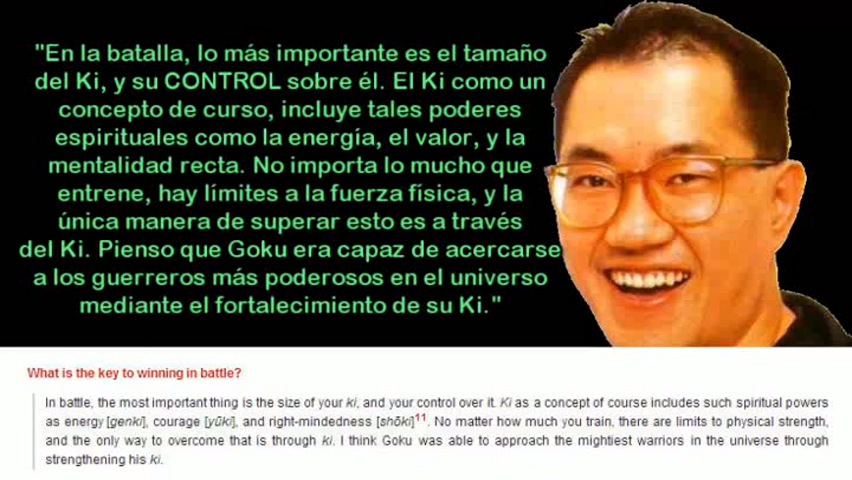 "En la batalla, lo más importante es el tamaño
del Ki, y su CONTROL sobre él. El Ki como un
concepto de curso, incluye tales poderes
espirituales como la energía, el valor, y la
mentalidad recta. No importa lo mucho que
entrene, hay límites a la fuerza física, y la
única manera de superar esto es a través
del Ki. Pienso que Goku era capaz de acercarse
a los guerreros más poderosos en el universo
mediante el fortalecimiento de su Ki."
What is the key to winning in battle?
In battle, the most important thing is the size of your ki, and your control over it. Ki as a concept of course includes such spiritual powers
as energy [genki], courage [yūki], and right-mindedness [shōki]11. No matter how much you train, there are limits to physical strength,
and the only way to overcome that is through ki. I think Goku was able to approach the mightiest warriors in the universe through
strengthening his ki.